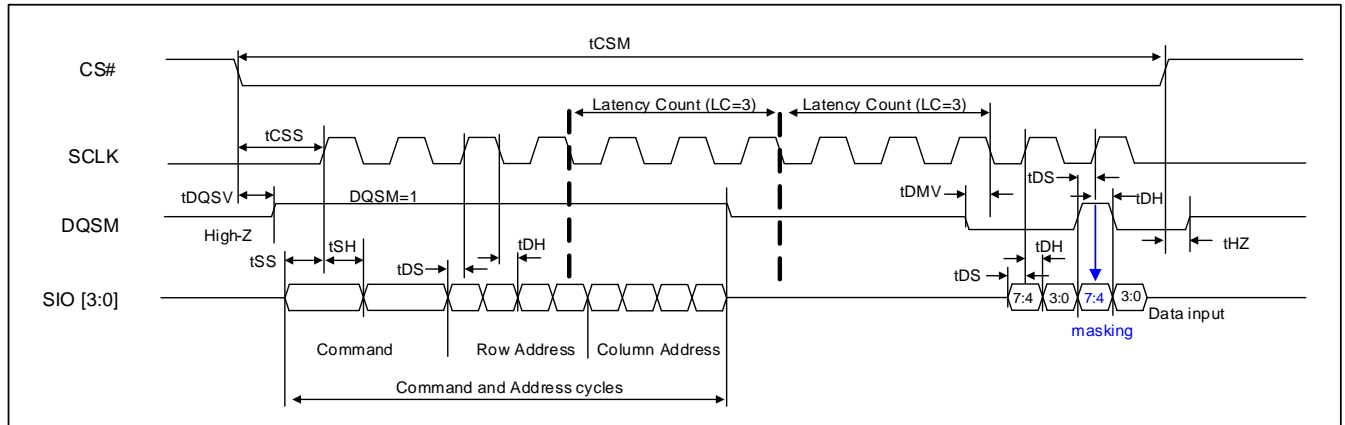 tCSM
CS#
Latency Count (LC=3) Latency Count (LC=3)
tCSS
SCLK
tDQSV DQSM=1 tDMV tDS tDH
DQSM
High-Z tHZ
tSS tSH tDS tDH tDS tDH
SIO [3:0] 7:4 3:0 7:4 3:0 Data input
masking
Command Row Address Column Address
Command and Address cycles